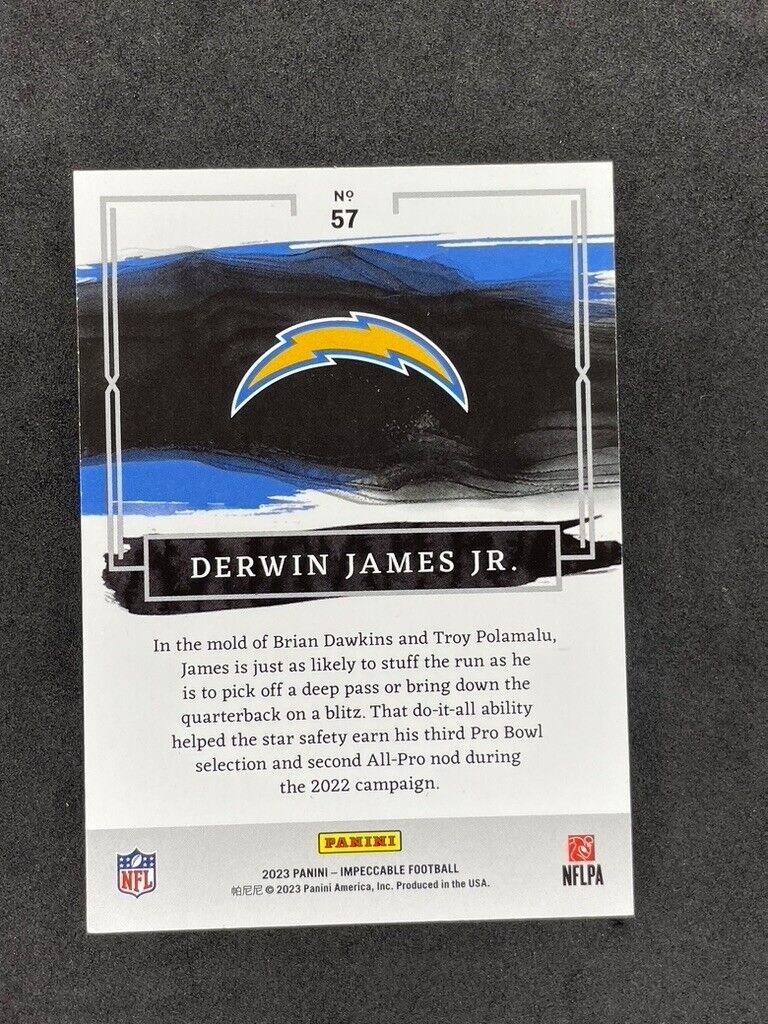 Nº
57
DERWIN JAMES JR.
In the mold of Brian Dawkins and Troy Polamalu,
James is just as likely to stuff the run as he
is to pick off a deep pass or bring down the
quarterback on a blitz. That do-it-all ability
helped the star safety earn his third Pro Bowl
selection and second All-Pro nod during
the 2022 campaign.
PANINI
NFL
2023 PANINI – IMPECCABLE FOOTBALL
帕尼尼 © 2023 Panini America, Inc. Produced in the USA.
NFLPA